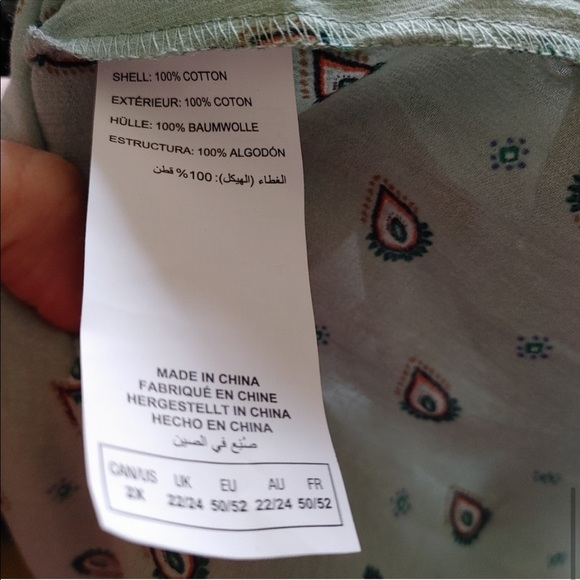 SHELL: 100% COTTON
EXTÉRIEUR: 100% COTON
HÜLLE: 100% BAUMWOLLE
ESTRUCTURA: 100% ALGODÓN
الغطاء (الهيكل): 100% قطن
MADE IN CHINA
FABRIQUÉ EN CHINE
HERGESTELLT IN CHINA
HECHO EN CHINA
صُنِع في الصين
CAN/US UK EU AU FR
2X 22/24 50/52 22/24 50/52